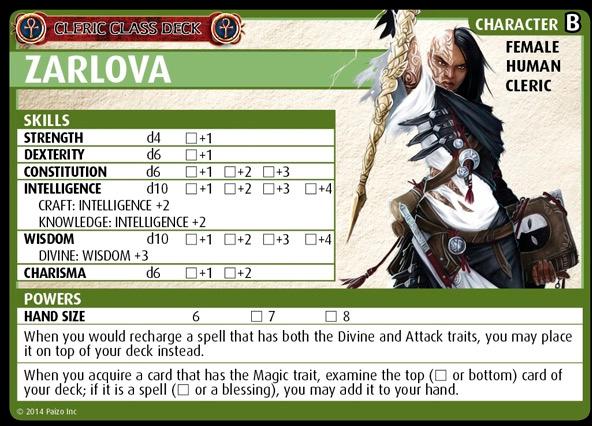 CLERIC CLASS DECK
CHARACTER B
ZARLOVA
FEMALE
HUMAN
CLERIC
SKILLS
STRENGTH d4 □+1
DEXTERITY d6 □+1
CONSTITUTION d6 □+1 □+2 □+3
INTELLIGENCE d10 □+1 □+2 □+3 □+4
CRAFT: INTELLIGENCE +2
KNOWLEDGE: INTELLIGENCE +2
WISDOM d10 □+1 □+2 □+3 □+4
DIVINE: WISDOM +3
CHARISMA d6 □+1 □+2
POWERS
HAND SIZE 6 □ 7 □ 8
When you would recharge a spell that has both the Divine and Attack traits, you may place
it on top of your deck instead.
When you acquire a card that has the Magic trait, examine the top (□ or bottom) card of
your deck; if it is a spell (□ or a blessing), you may add it to your hand.
© 2014 Paizo Inc